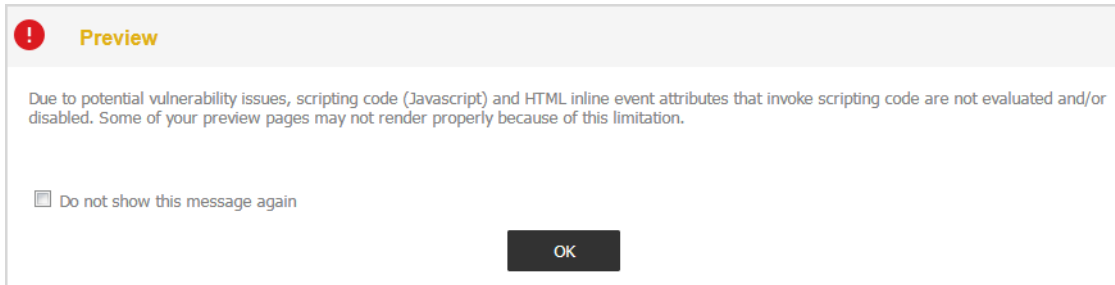 Preview
Due to potential vulnerability issues, scripting code (Javascript) and HTML inline event attributes that invoke scripting code are not evaluated and/or
disabled. Some of your preview pages may not render properly because of this limitation.
Do not show this message again
OK